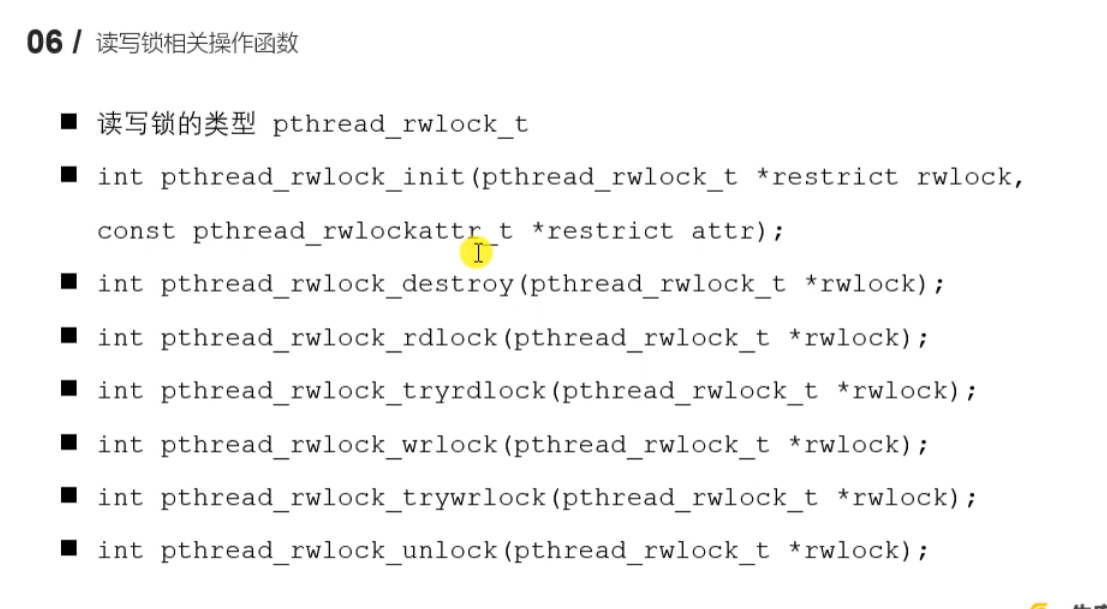 06 / 读写锁相关操作函数
■ 读写锁的类型 pthread_rwlock_t
■ int pthread_rwlock_init(pthread_rwlock_t *restrict rwlock,
const pthread_rwlockattr_t *restrict attr);
■ int pthread_rwlock_destroy(pthread_rwlock_t *rwlock);
■ int pthread_rwlock_rdlock(pthread_rwlock_t *rwlock);
■ int pthread_rwlock_tryrdlock(pthread_rwlock_t *rwlock);
■ int pthread_rwlock_wrlock(pthread_rwlock_t *rwlock);
■ int pthread_rwlock_trywrlock(pthread_rwlock_t *rwlock);
■ int pthread_rwlock_unlock(pthread_rwlock_t *rwlock);